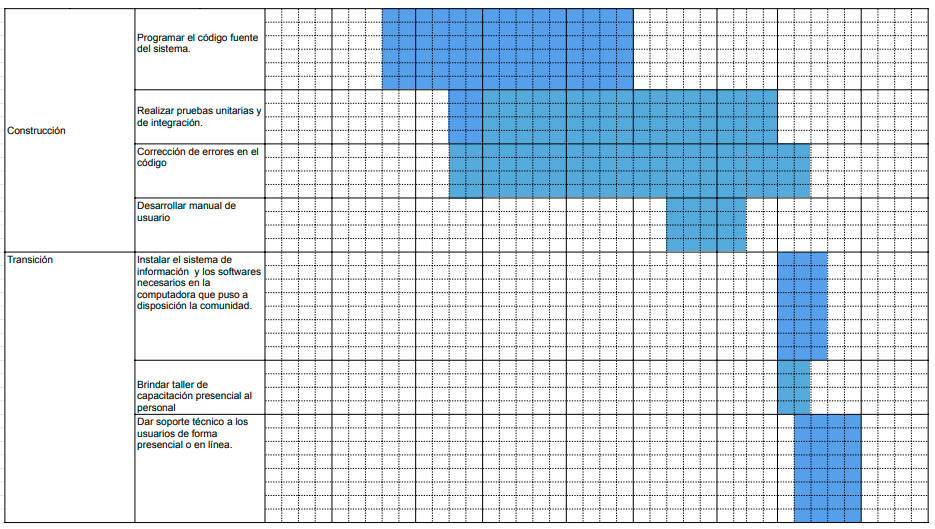 Programar el código fuente
del sistema.
Realizar pruebas unitarias y
de integración.
Construcción
Corrección de errores en el
código
Desarrollar manual de
usuario
Transición
Instalar el sistema de
información y los softwares
necesarios en la
computadora que puso a
disposición la comunidad.
Brindar taller de
capacitación presencial al
personal
Dar soporte técnico a los
usuarios de forma
presencial o en línea.